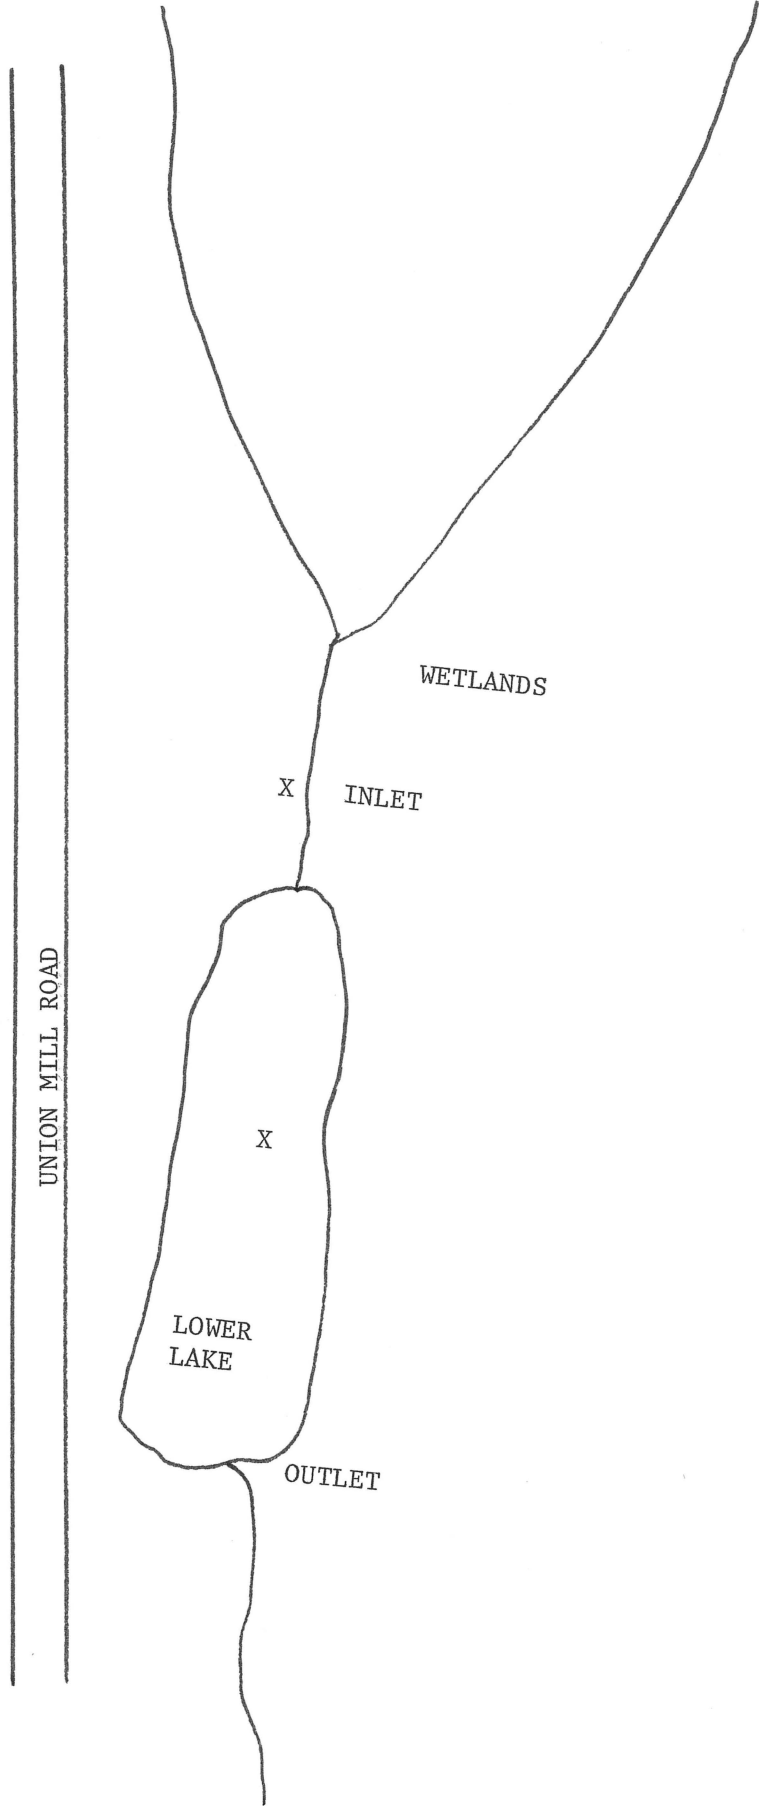 WETLANDS
X
INLET
UNION MILL ROAD
X
LOWER
LAKE
OUTLET